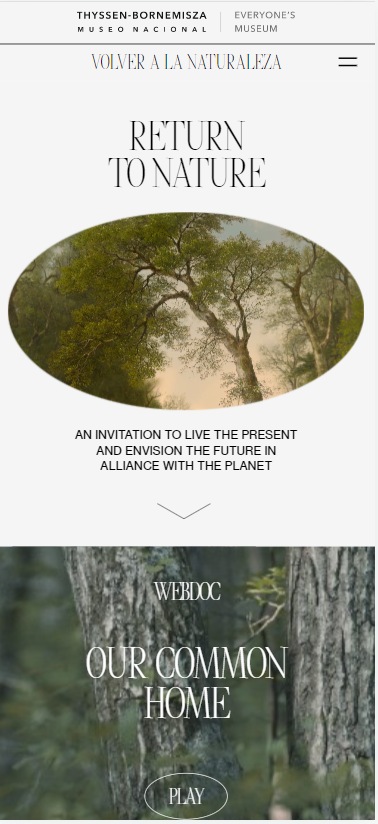 THYSSEN-BORNEMISZA
MUSEO NACIONAL
EVERYONE'S
MUSEUM
VOLVER A LA NATURALEZA
RETURN
TO NATURE
AN INVITATION TO LIVE THE PRESENT
AND ENVISION THE FUTURE IN
ALLIANCE WITH THE PLANET
WEBDOC
OUR COMMON
HOME
PLAY